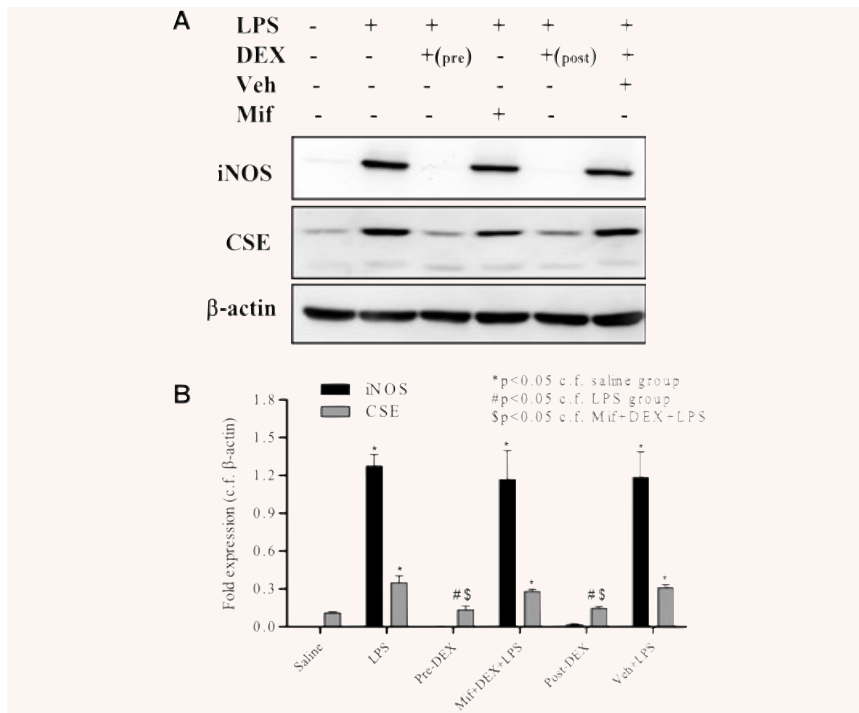 A
LPS - + + + + +
DEX - - +(pre) - +(post) +
Veh - - - - - +
Mif - - - + - -
iNOS
CSE
β-actin
B
iNOS
CSE
*p<0.05 c.f. saline group
#p<0.05 c.f. LPS group
$p<0.05 c.f. Mif+DEX+LPS
Fold expression (c.f. β-actin)
1.8
1.5
1.2
0.9
0.6
0.3
0.0
* * * * * *
#$ #$
Saline LPS Pre-DEX Mif+DEX+LPS Post-DEX Veh+LPS